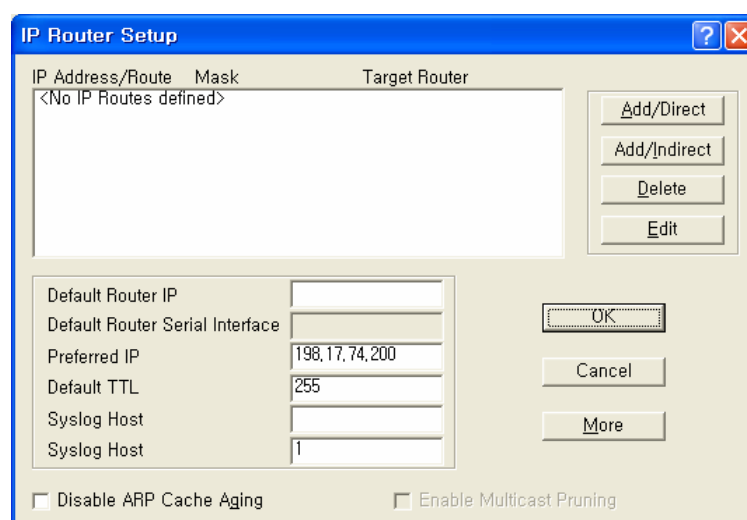 IP Router Setup
IP Address/Route Mask Target Router
<No IP Routes defined>
Add/Direct
Add/Indirect
Delete
Edit
Default Router IP
Default Router Serial Interface
Preferred IP 198,17,74,200
Default TTL 255
Syslog Host
Syslog Host 1
OK
Cancel
More
Disable ARP Cache Aging
Enable Multicast Pruning